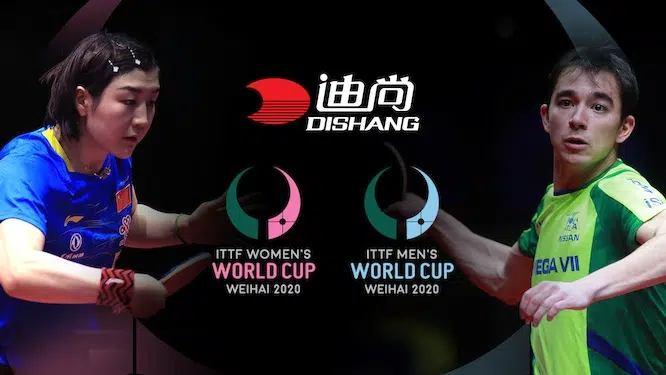 迪尚
DISHANG
ITTF WOMEN'S
WORLD CUP
WEIHAI 2020
ITTF MEN'S
WORLD CUP
WEIHAI 2020
EGA VII